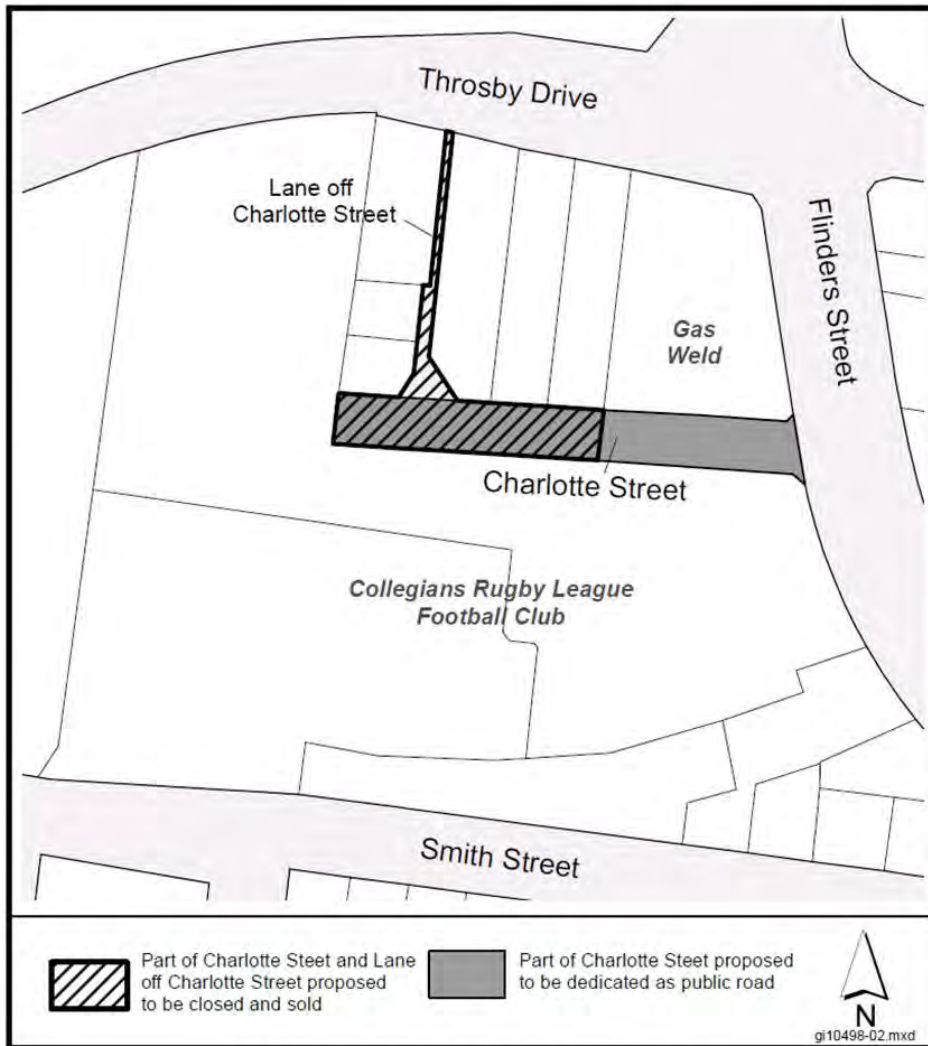 Throsby Drive
Lane off
Charlotte Street
Flinders Street
Gas
Weld
Charlotte Street
Collegians Rugby League
Football Club
Smith Street
Part of Charlotte Steet and Lane
off Charlotte Street proposed
to be closed and sold
Part of Charlotte Steet proposed
to be dedicated as public road
N
gi10498-02.mxd